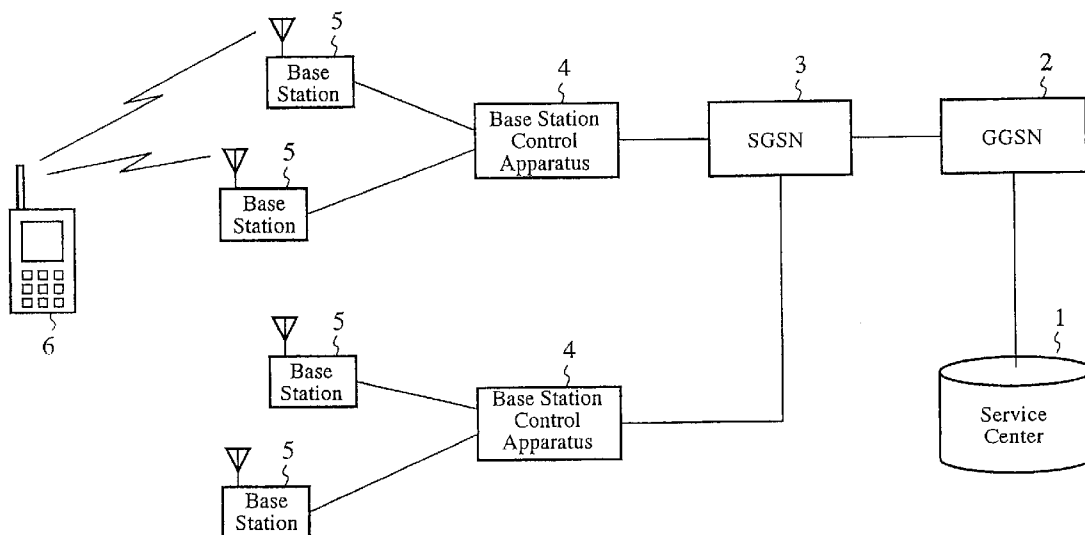 5
Base
Station
5
Base
Station
4
Base Station
Control
Apparatus
3
SGSN
2
GGSN
6
5
Base
Station
5
Base
Station
4
Base Station
Control
Apparatus
1
Service
Center